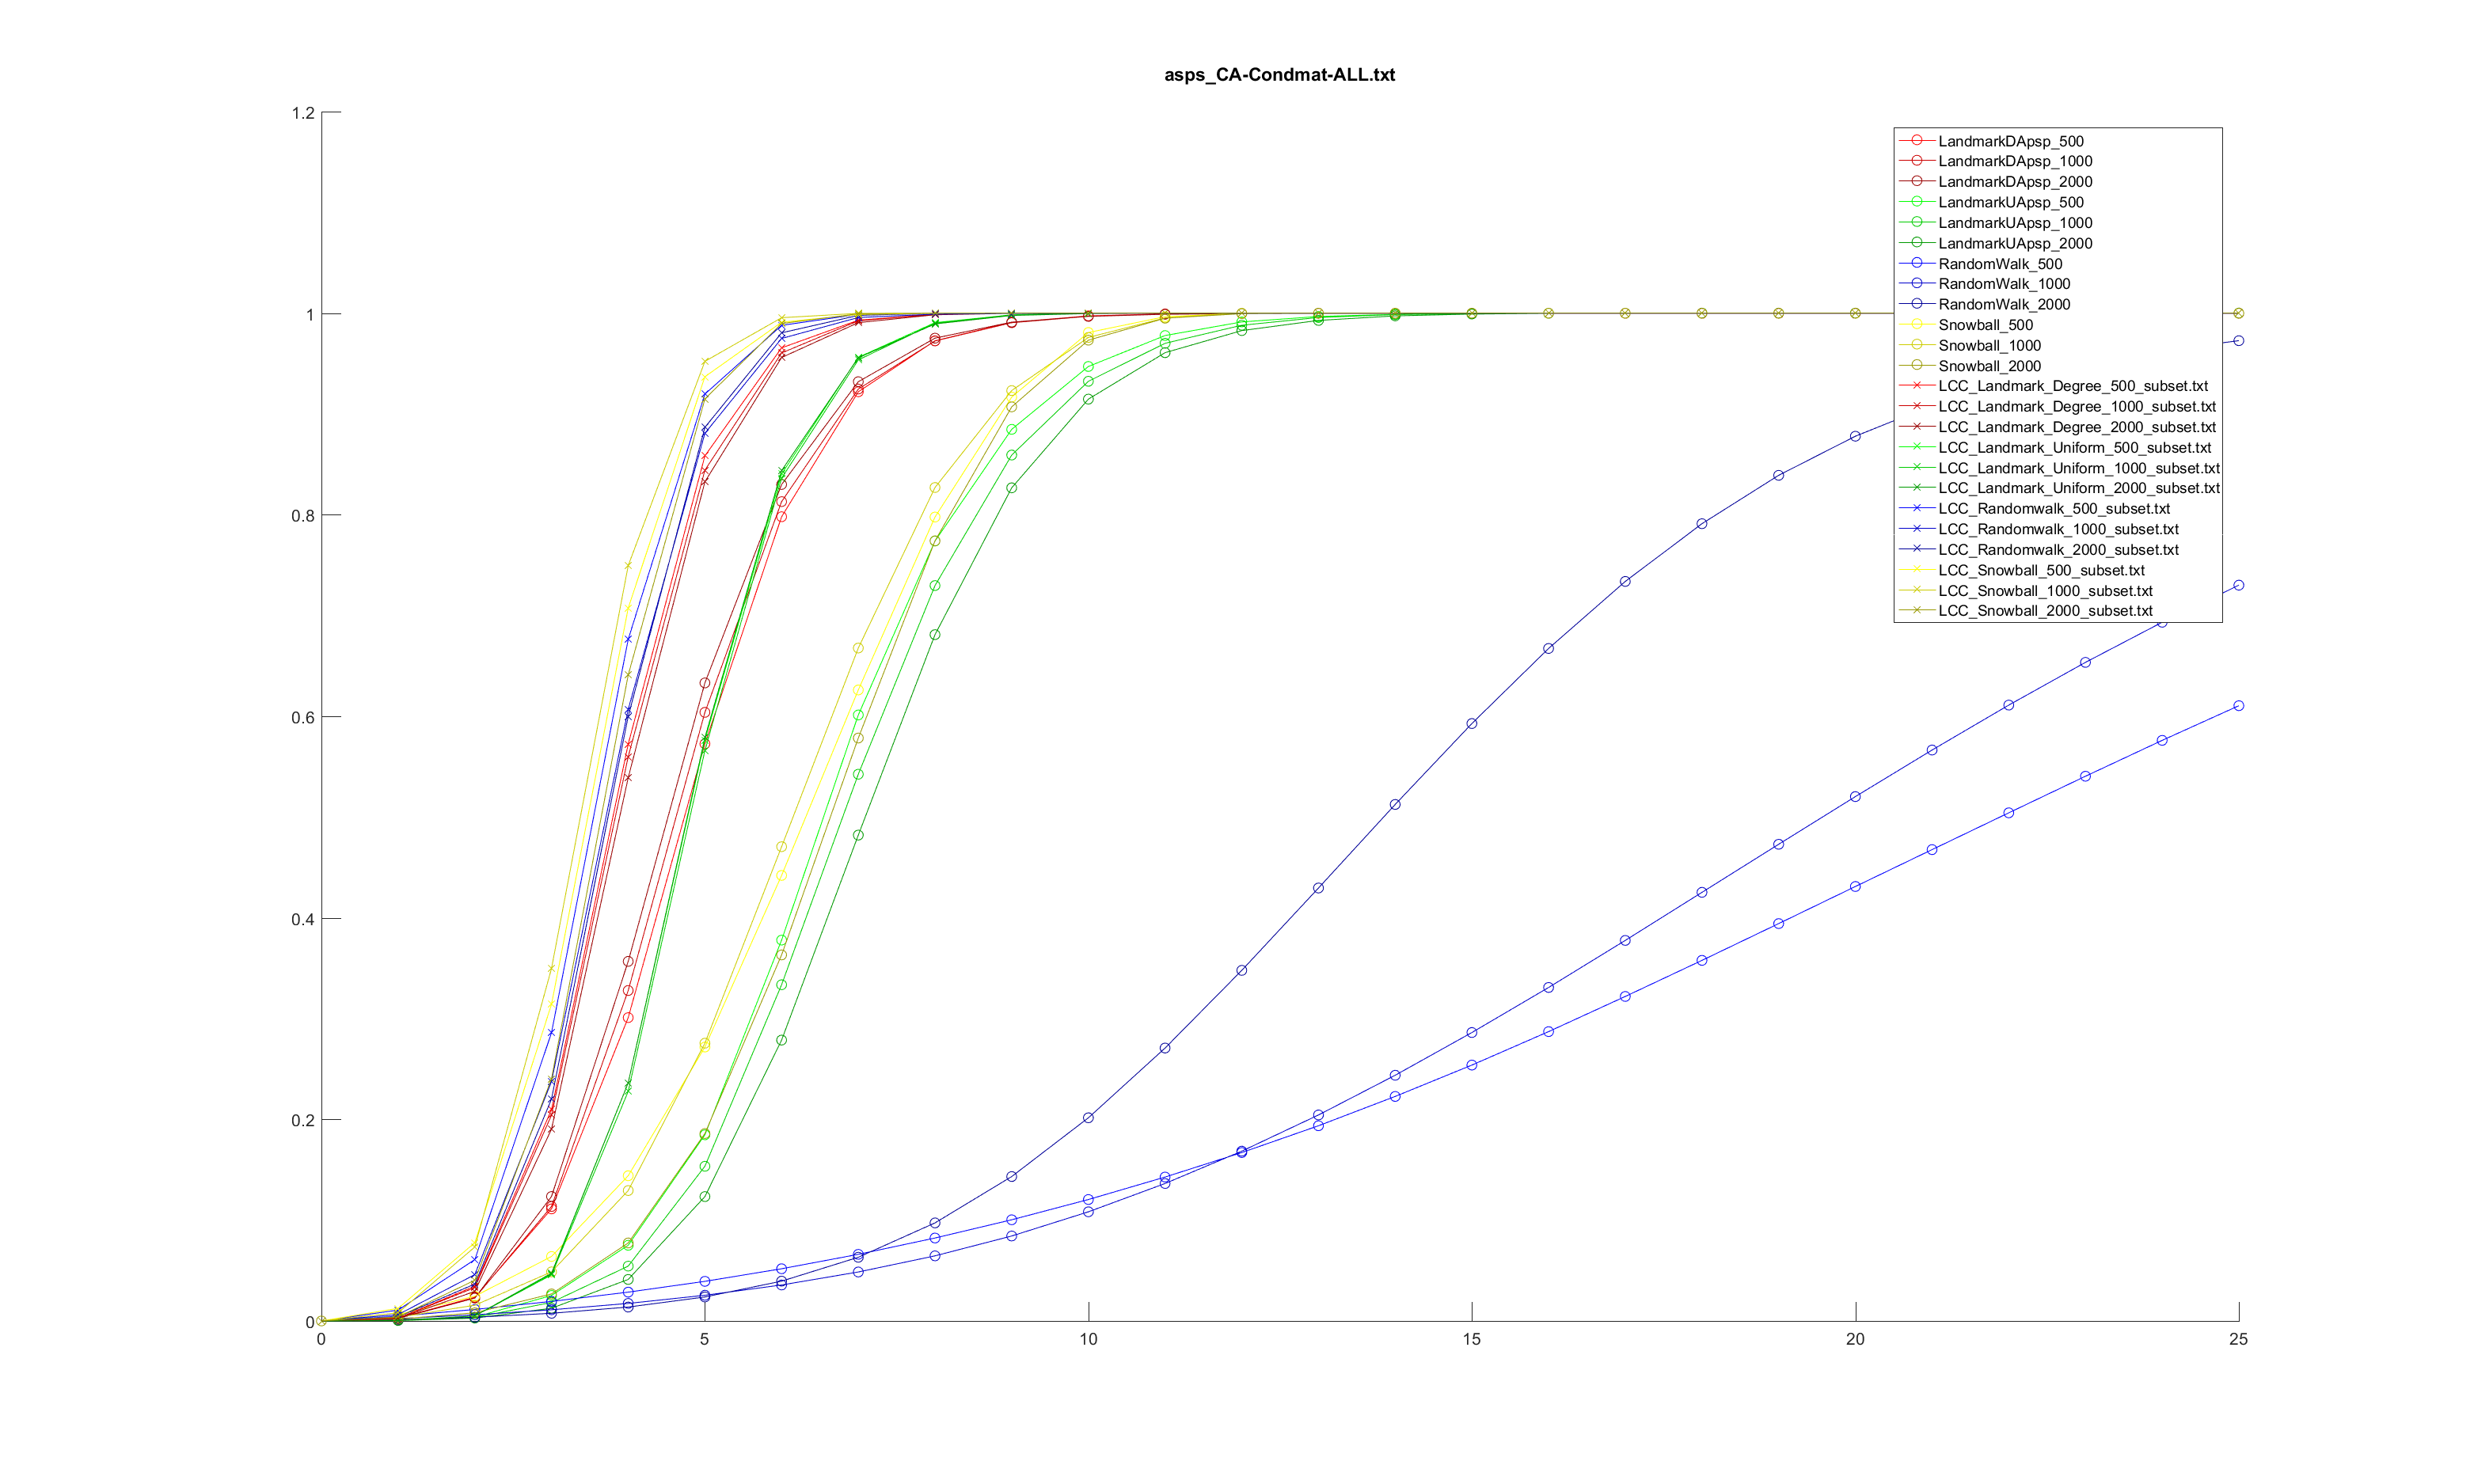 asps_CA-Condmat-ALL.txt
1.2
1
0.8
0.6
0.4
0.2
0
0 5 10 15 20 25
LandmarkDApsp_500
LandmarkDApsp_1000
LandmarkDApsp_2000
LandmarkUApsp_500
LandmarkUApsp_1000
LandmarkUApsp_2000
RandomWalk_500
RandomWalk_1000
RandomWalk_2000
Snowball_500
Snowball_1000
Snowball_2000
LCC_Landmark_Degree_500_subset.txt
LCC_Landmark_Degree_1000_subset.txt
LCC_Landmark_Degree_2000_subset.txt
LCC_Landmark_Uniform_500_subset.txt
LCC_Landmark_Uniform_1000_subset.txt
LCC_Landmark_Uniform_2000_subset.txt
LCC_Randomwalk_500_subset.txt
LCC_Randomwalk_1000_subset.txt
LCC_Randomwalk_2000_subset.txt
LCC_Snowball_500_subset.txt
LCC_Snowball_1000_subset.txt
LCC_Snowball_2000_subset.txt